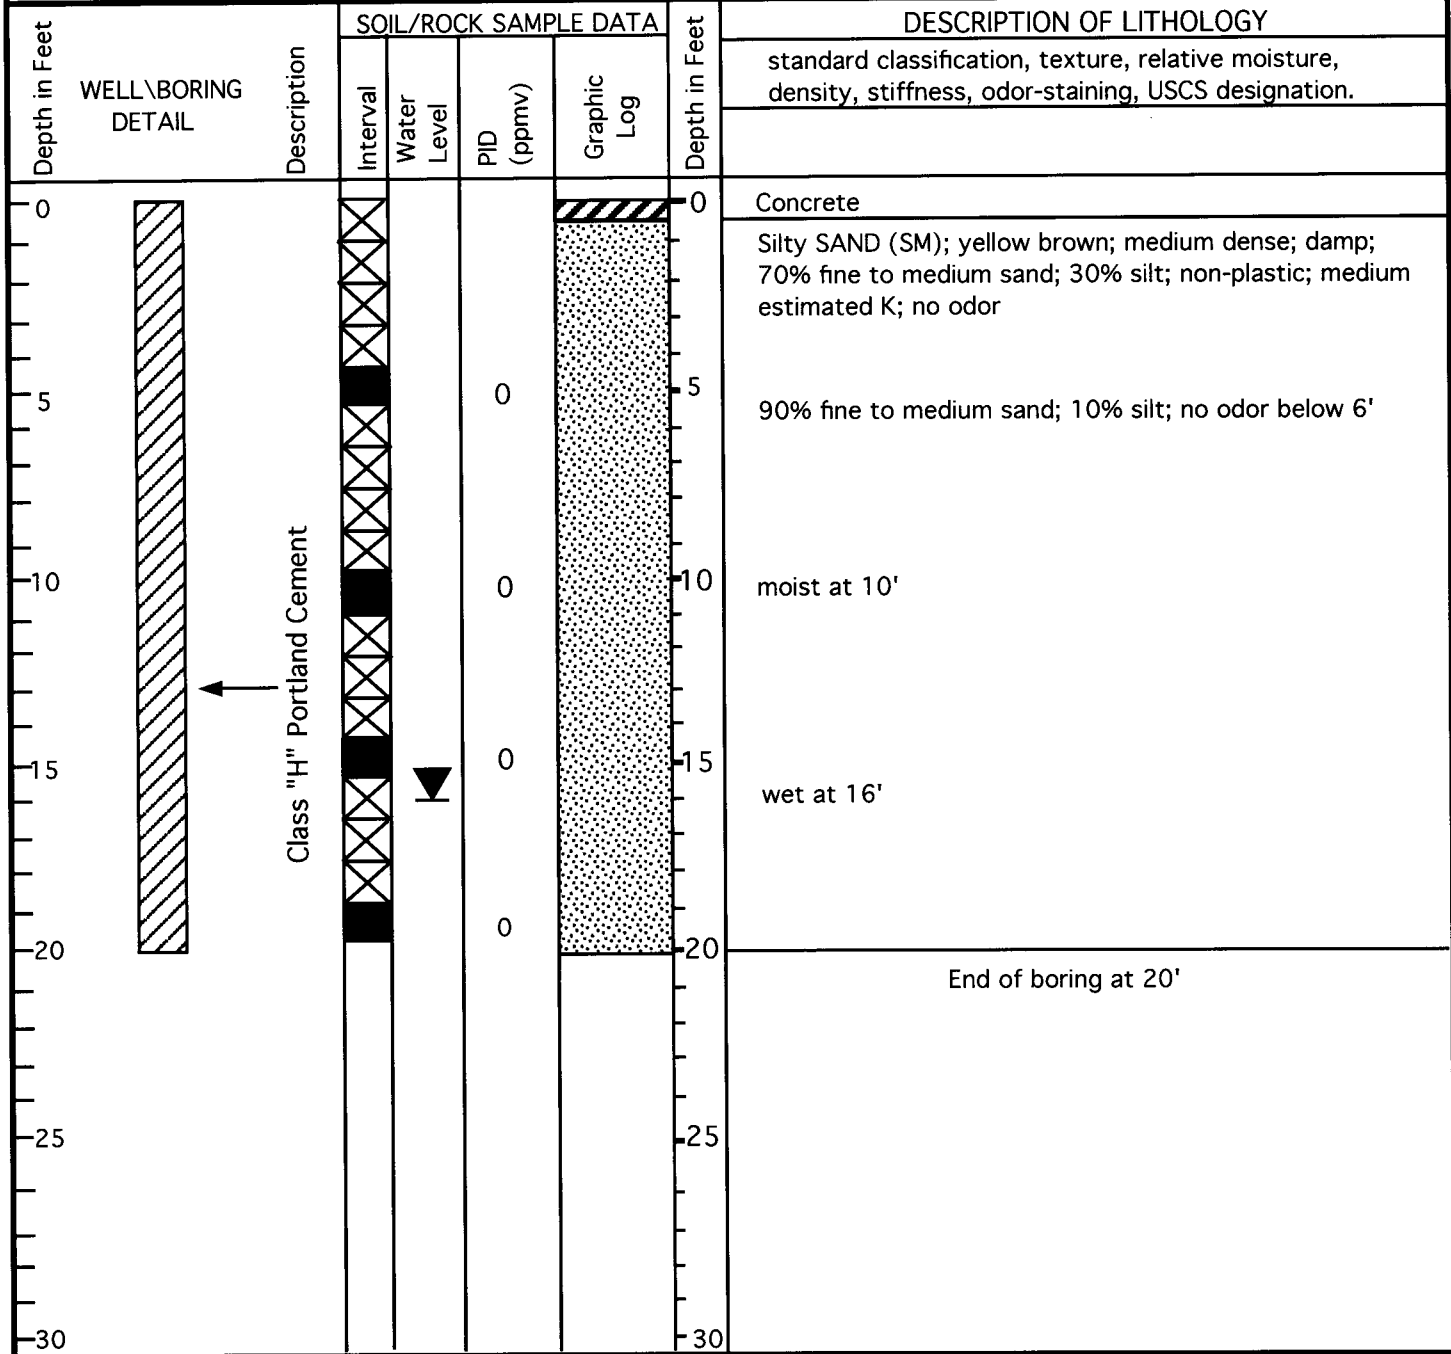 Depth in Feet
WELL\BORING
DETAIL
Description
SOIL/ROCK SAMPLE DATA
Interval
Water
Level
PID
(ppmv)
Graphic
Log
Depth in Feet
DESCRIPTION OF LITHOLOGY
standard classification, texture, relative moisture,
density, stiffness, odor-staining, USCS designation.
0
0
Concrete
Silty SAND (SM); yellow brown; medium dense; damp;
70% fine to medium sand; 30% silt; non-plastic; medium
estimated K; no odor
5
0
5
90% fine to medium sand; 10% silt; no odor below 6'
10
0
10
moist at 10'
Class "H" Portland Cement
15
0
15
wet at 16'
20
0
20
End of boring at 20'
25
25
30
30